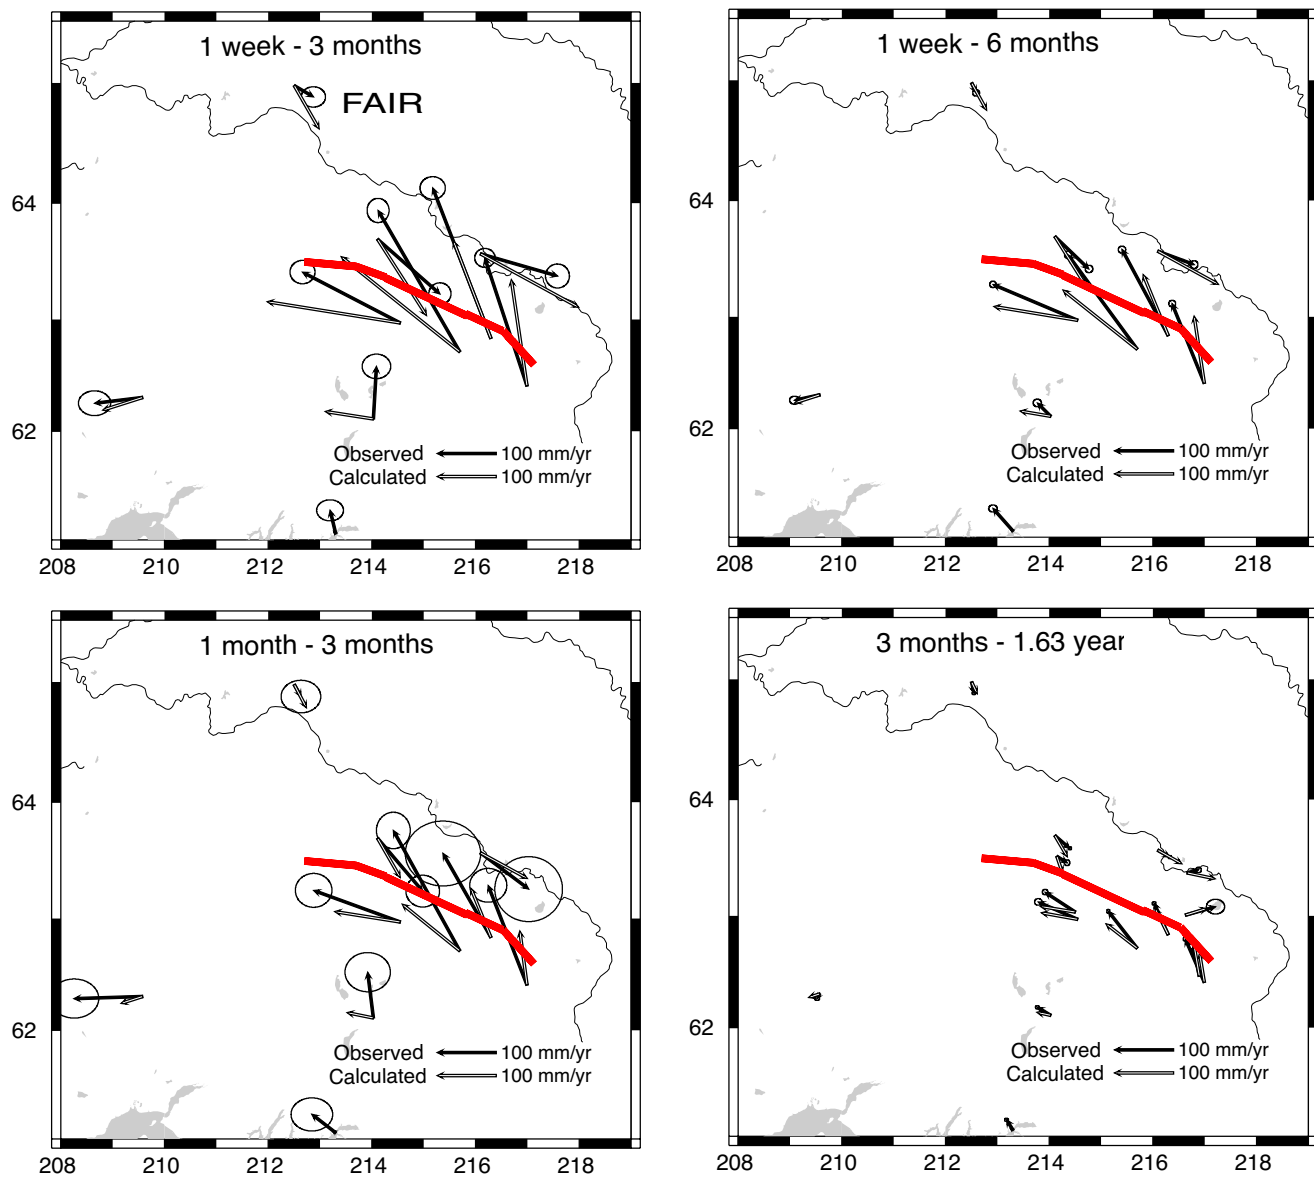 1 week - 3 months
FAIR
64
62
Observed 100 mm/yr
Calculated 100 mm/yr
208 210 212 214 216 218
1 week - 6 months
64
62
Observed 100 mm/yr
Calculated 100 mm/yr
208 210 212 214 216 218
1 month - 3 months
64
62
Observed 100 mm/yr
Calculated 100 mm/yr
208 210 212 214 216 218
3 months - 1.63 year
64
62
Observed 100 mm/yr
Calculated 100 mm/yr
208 210 212 214 216 218